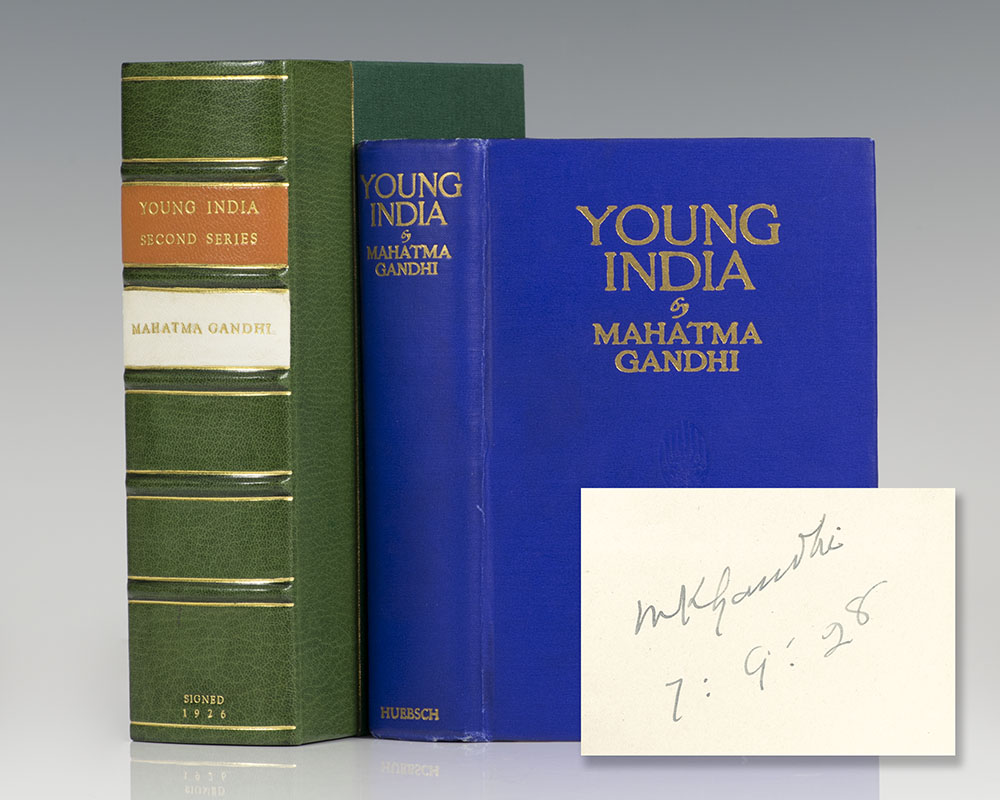 YOUNG INDIA
SECOND SERIES
MAHATMA GANDHI
SIGNED
1926
YOUNG
INDIA
by
MAHATMA
GANDHI
HUEBSCH
YOUNG
INDIA
by
MAHATMA
GANDHI
MKGandhi
7:9:28